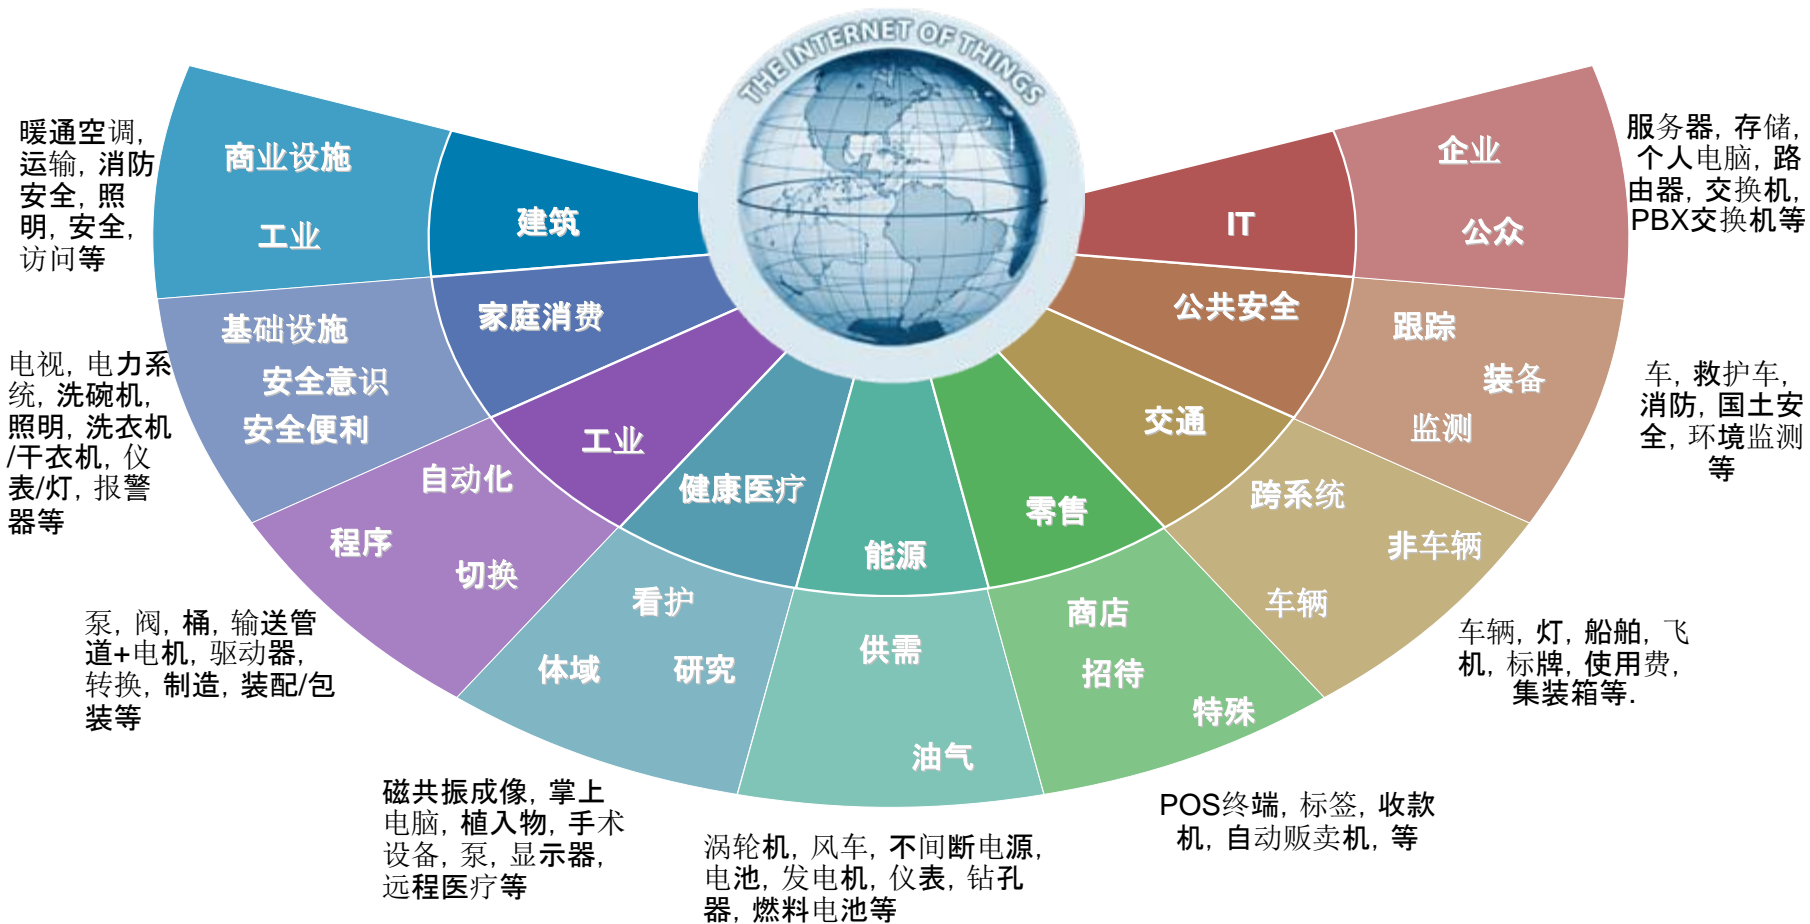 THE INTERNET OF THINGS
商业设施
工业
建筑
暖通空调,
运输, 消防
安全, 照
明, 安全,
访问等
家庭消费
基础设施
安全意识
安全便利
电视, 电力系
统, 洗碗机,
照明, 洗衣机
/干衣机, 仪
表/灯, 报警
器等
工业
自动化
程序
切换
泵, 阀, 桶, 输送管
道+电机, 驱动器,
转换, 制造, 装配/包
装等
健康医疗
看护
体域
研究
磁共振成像, 掌上
电脑, 植入物, 手术
设备, 泵, 显示器,
远程医疗等
能源
供需
油气
涡轮机, 风车, 不间断电源,
电池, 发电机, 仪表, 钻孔
器, 燃料电池等
零售
商店
招待
特殊
POS终端, 标签, 收款
机, 自动贩卖机, 等
交通
跨系统
非车辆
车辆
车辆, 灯, 船舶, 飞
机, 标牌, 使用费,
集装箱等.
公共安全
跟踪
装备
监测
车, 救护车,
消防, 国土安
全, 环境监测
等
IT
企业
公众
服务器, 存储,
个人电脑, 路
由器, 交换机,
PBX交换机等